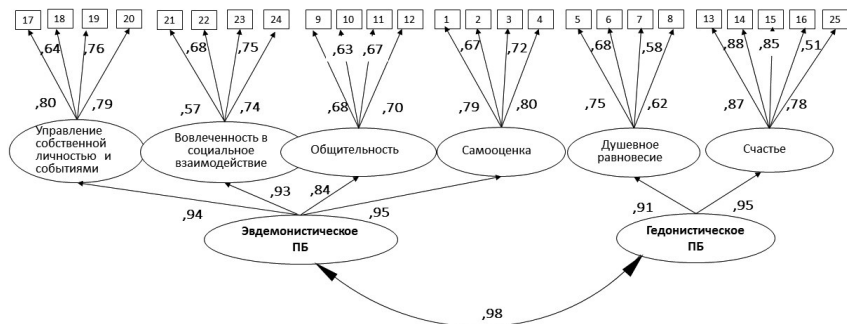 17 18 19 20 21 22 23 24 9 10 11 12 1 2 3 4 5 6 7 8 13 14 15 16 25
,64 ,76 ,68 ,75 ,63 ,67 ,67 ,72 ,68 ,58 ,88 ,85 ,51
,80 ,79 ,57 ,74 ,68 ,70 ,79 ,80 ,75 ,62 ,87 ,78
Управление
собственной
личностью и
событиями
Вовлеченность в
социальное
взаимодействие
Общительность
Самооценка
Душевное
равновесие
Счастье
,94 ,93 ,84 ,95 ,91 ,95
Эвдемонистическое
ПБ
Гедонистическое
ПБ
,98